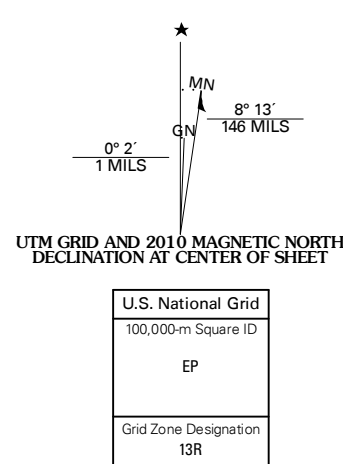 MN
8° 13´
146 MILS
GN
0° 2´
1 MILS
UTM GRID AND 2010 MAGNETIC NORTH
DECLINATION AT CENTER OF SHEET
U.S. National Grid
100,000-m Square ID
EP
Grid Zone Designation
13R